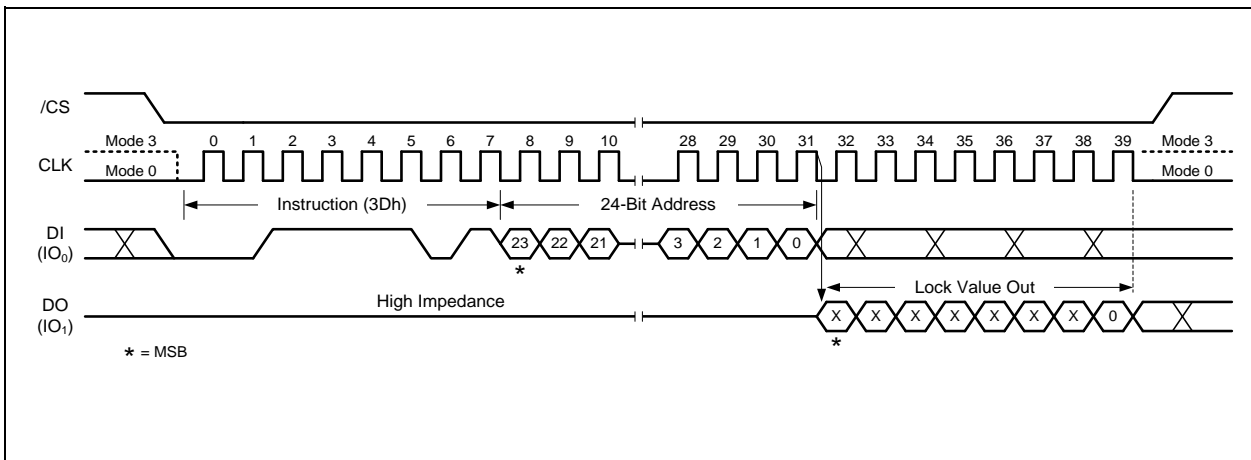 /CS
Mode 3 0 1 2 3 4 5 6 7 8 9 10 28 29 30 31 32 33 34 35 36 37 38 39 Mode 3
CLK
Mode 0 Mode 0
Instruction (3Dh) 24-Bit Address
DI
(IO0)
23 22 21 3 2 1 0
*
Lock Value Out
High Impedance
DO
(IO1)
X X X X X X X 0
*
* = MSB